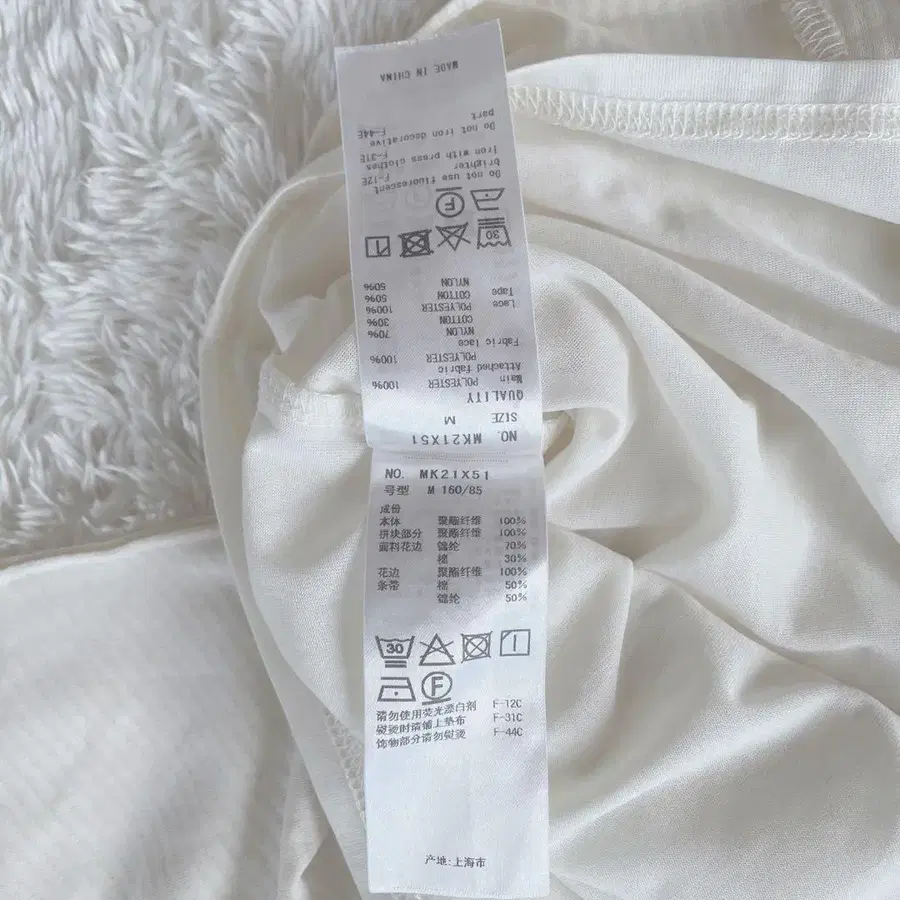 NO. MK21X51
SIZE M
QUALITY
Main POLYESTER 100%
Attached fabric
POLYESTER 100%
Fabric lace
NYLON 70%
COTTON 30%
Lace POLYESTER 100%
Tape COTTON 50%
NYLON 50%
30
F
Do not use fluorescent F-12E
brighter
Iron with press clothes F-31E
Do not iron decorative F-44E
part
MADE IN CHINA
NO. MK21X51
号型 M 160/85
成份
本体 聚酯纤维 100%
拼块部分 聚酯纤维 100%
面料花边 锦纶 70%
棉 30%
花边 聚酯纤维 100%
条带 棉 50%
锦纶 50%
30
F
请勿使用荧光漂白剂 F-12C
熨烫时请铺上垫布 F-31C
饰物部分请勿熨烫 F-44C
产地:上海市